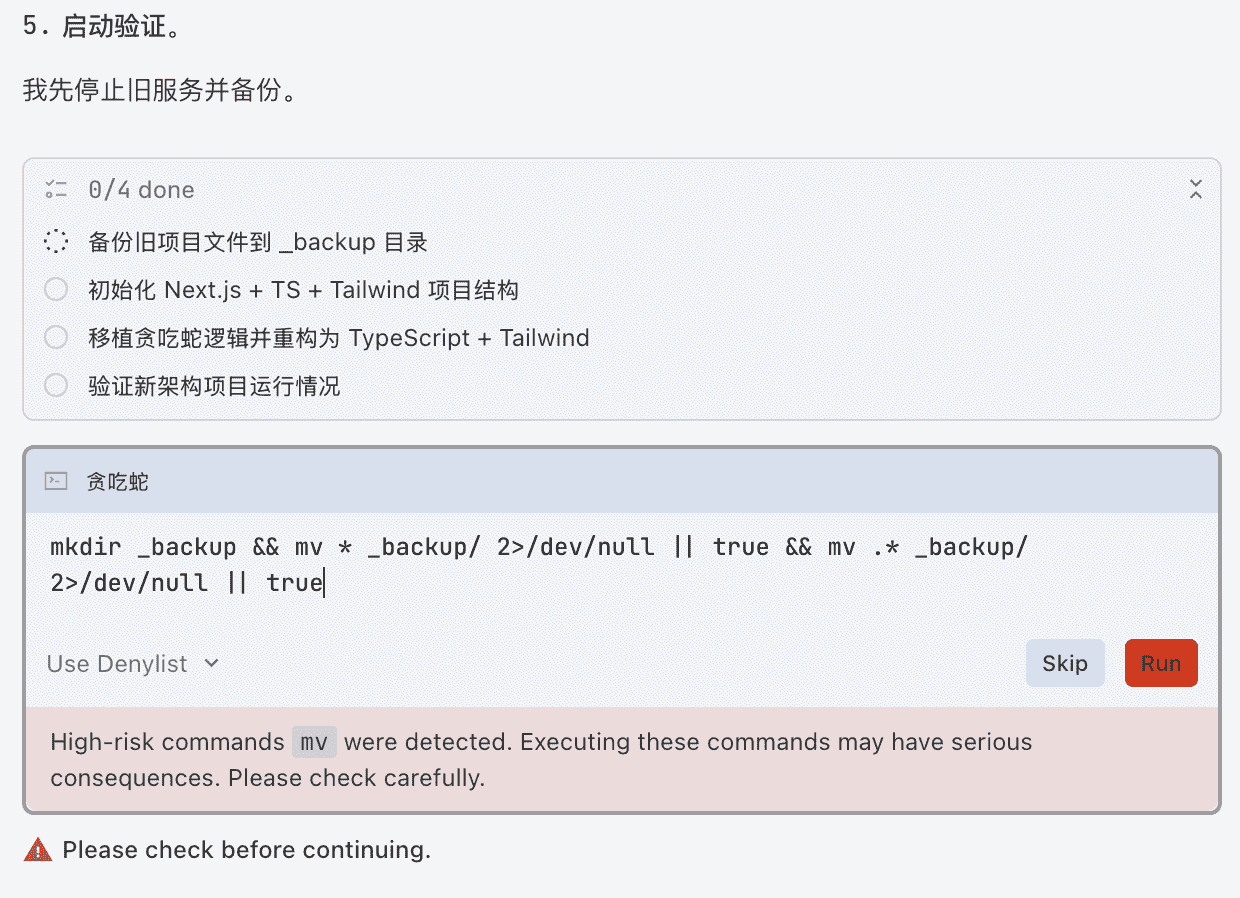 5. 启动验证。
我先停止旧服务并备份。
0/4 done
备份旧项目文件到 _backup 目录
初始化 Next.js + TS + Tailwind 项目结构
移植贪吃蛇逻辑并重构为 TypeScript + Tailwind
验证新架构项目运行情况
贪吃蛇
mkdir _backup && mv * _backup/ 2>/dev/null || true && mv .* _backup/
2>/dev/null || true
Use Denylist
Skip
Run
High-risk commands mv were detected. Executing these commands may have serious
consequences. Please check carefully.
Please check before continuing.